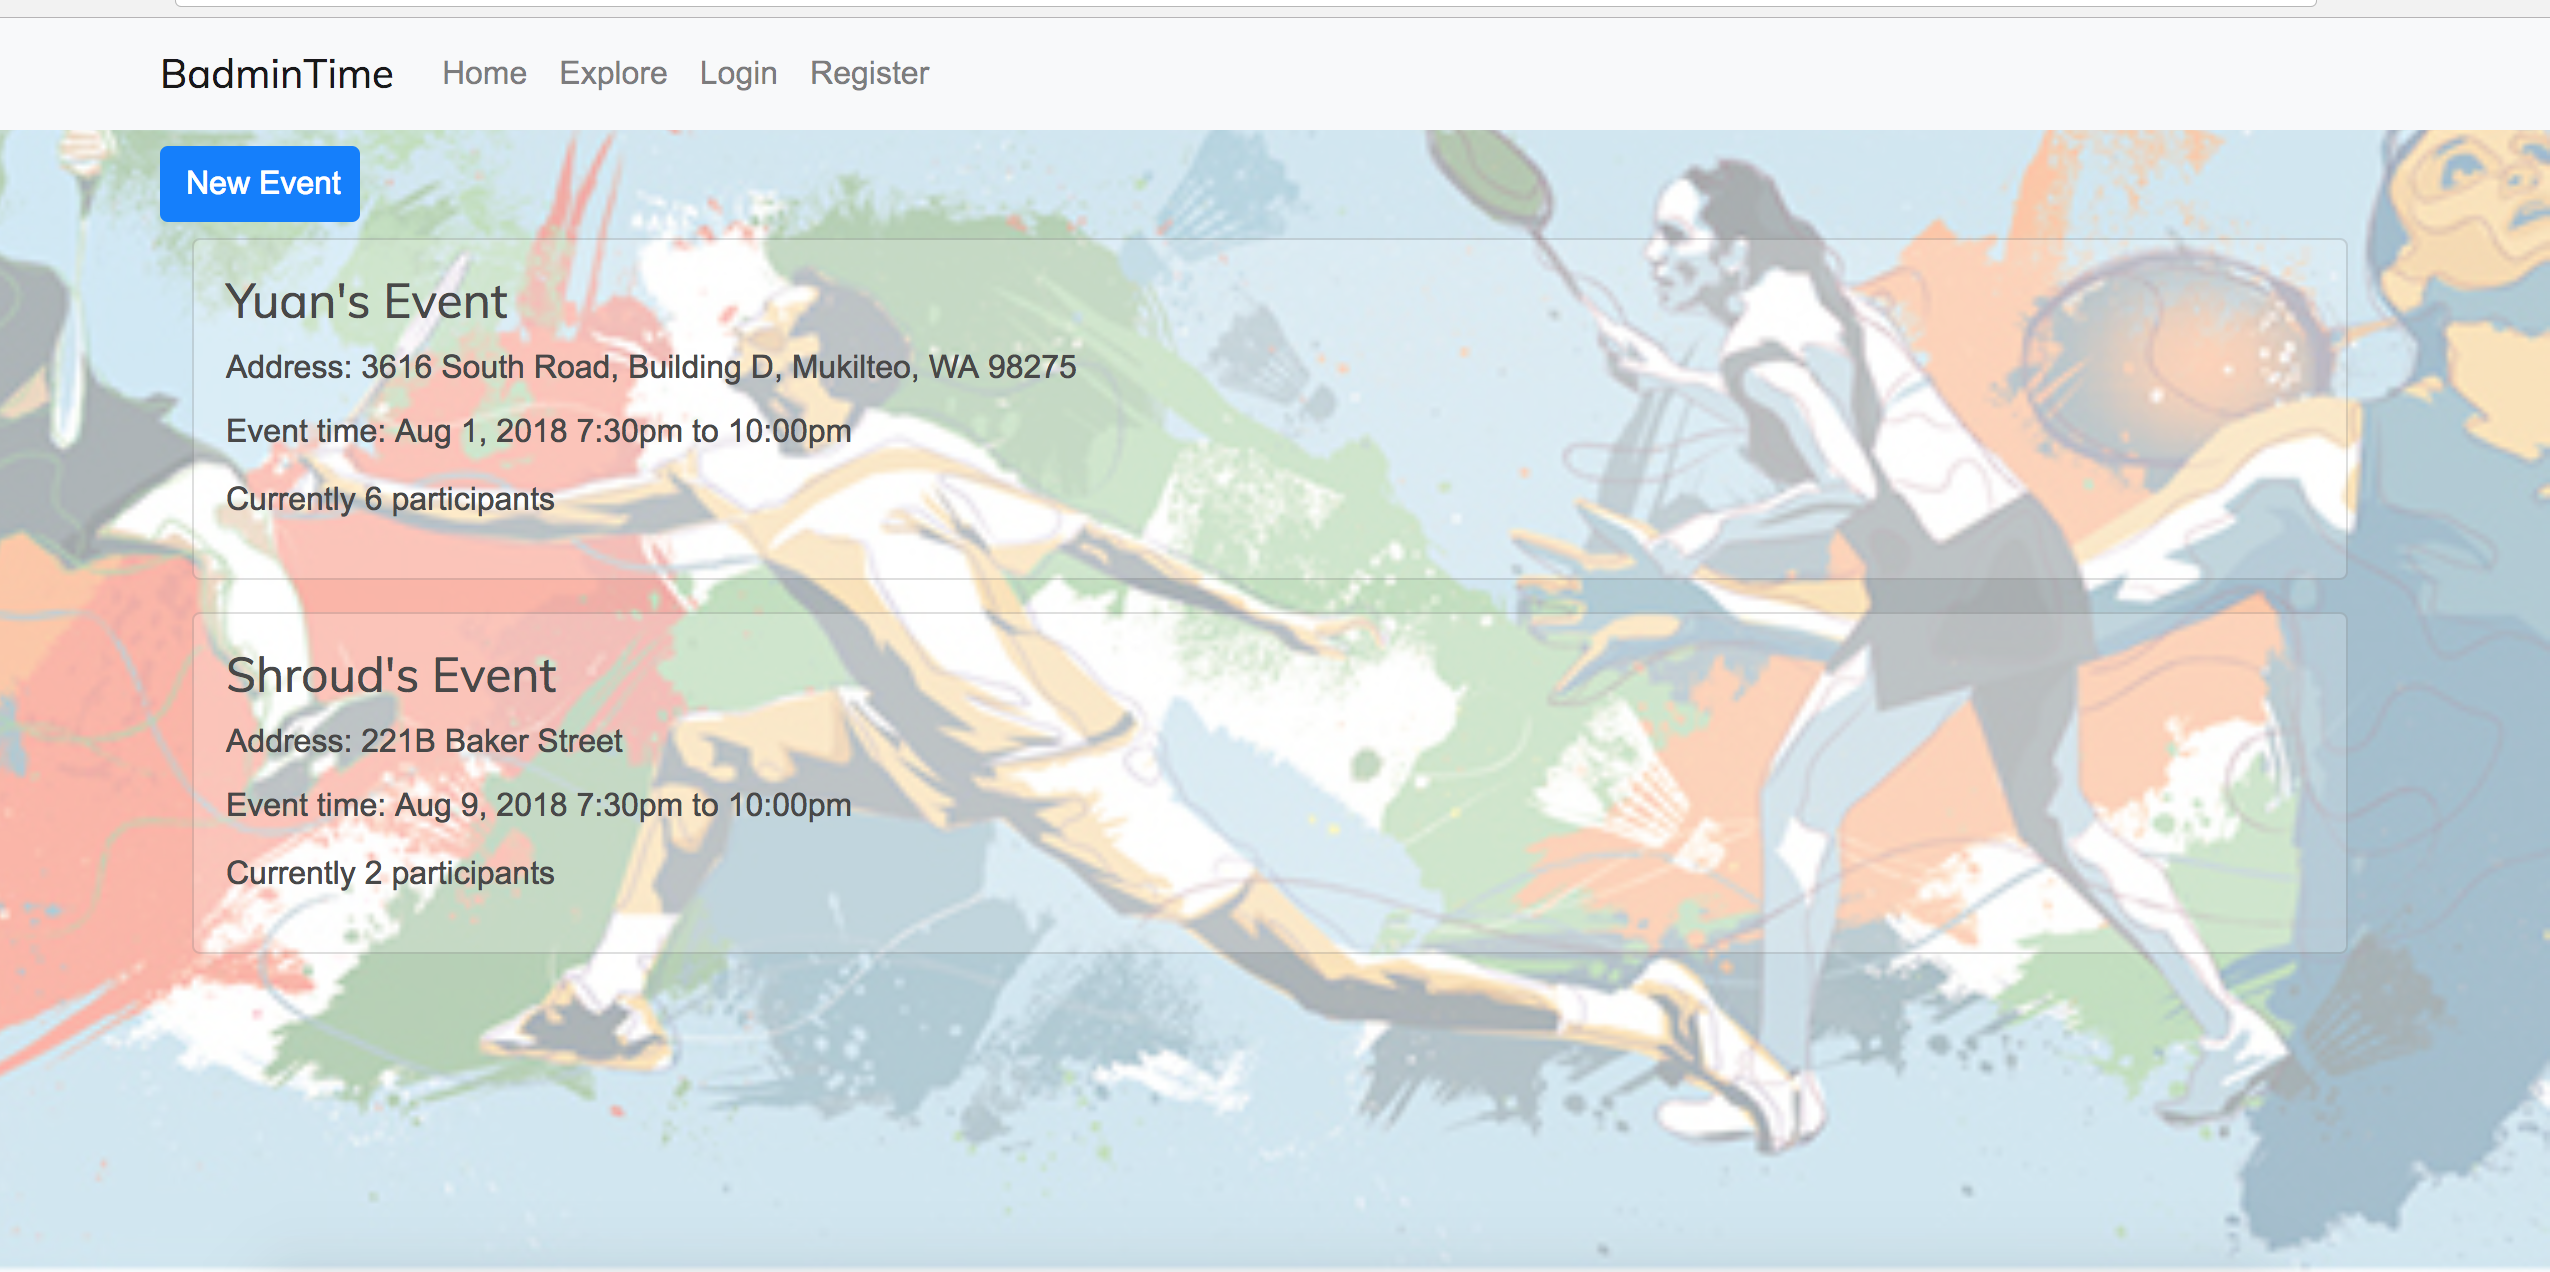 BadminTime Home Explore Login Register
New Event
Yuan's Event
Address: 3616 South Road, Building D, Mukilteo, WA 98275
Event time: Aug 1, 2018 7:30pm to 10:00pm
Currently 6 participants
Shroud's Event
Address: 221B Baker Street
Event time: Aug 9, 2018 7:30pm to 10:00pm
Currently 2 participants